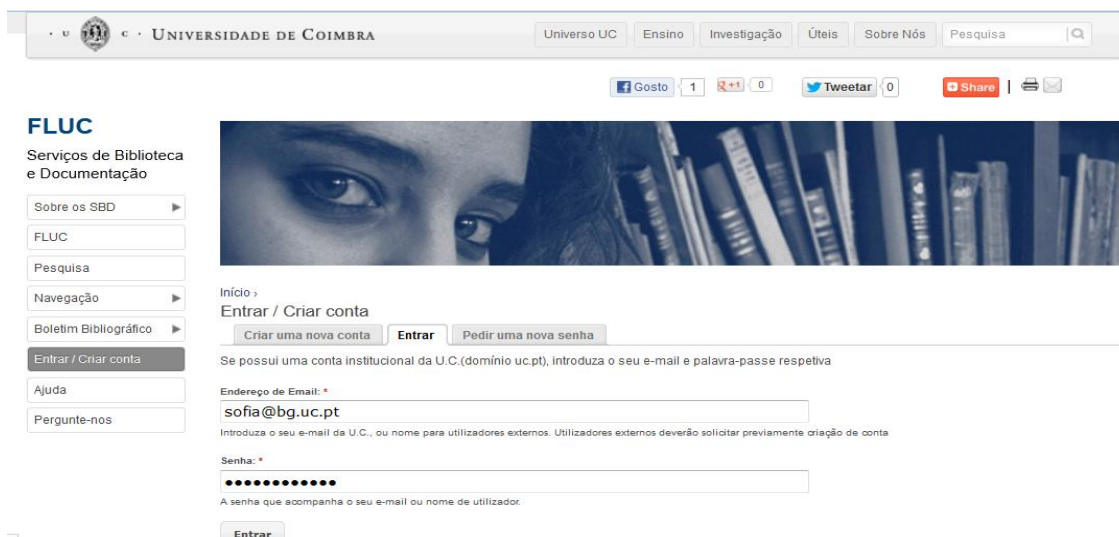 · U C · UNIVERSIDADE DE COIMBRA
Universo UC Ensino Investigação Úteis Sobre Nós Pesquisa
Gosto 1 +1 0 Tweetar 0 Share |
FLUC
Serviços de Biblioteca
e Documentação
Sobre os SBD
FLUC
Pesquisa
Navegação
Boletim Bibliográfico
Entrar / Criar conta
Ajuda
Pergunte-nos
Início ›
Entrar / Criar conta
Criar uma nova conta Entrar Pedir uma nova senha
Se possui uma conta institucional da U.C.(domínio uc.pt), introduza o seu e-mail e palavra-passe respetiva
Endereço de Email: *
sofia@bg.uc.pt
Introduza o seu e-mail da U.C., ou nome para utilizadores externos. Utilizadores externos deverão solicitar previamente criação de conta
Senha: *
●●●●●●●●●●●●
A senha que acompanha o seu e-mail ou nome de utilizador.
Entrar